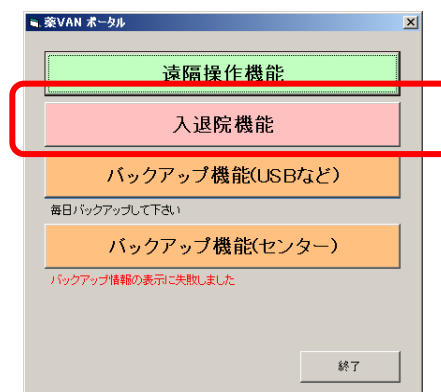 薬VAN ポータル
遠隔操作機能
入退院機能
バックアップ機能(USBなど)
毎日バックアップして下さい
バックアップ機能(センター)
バックアップ情報の表示に失敗しました
終了